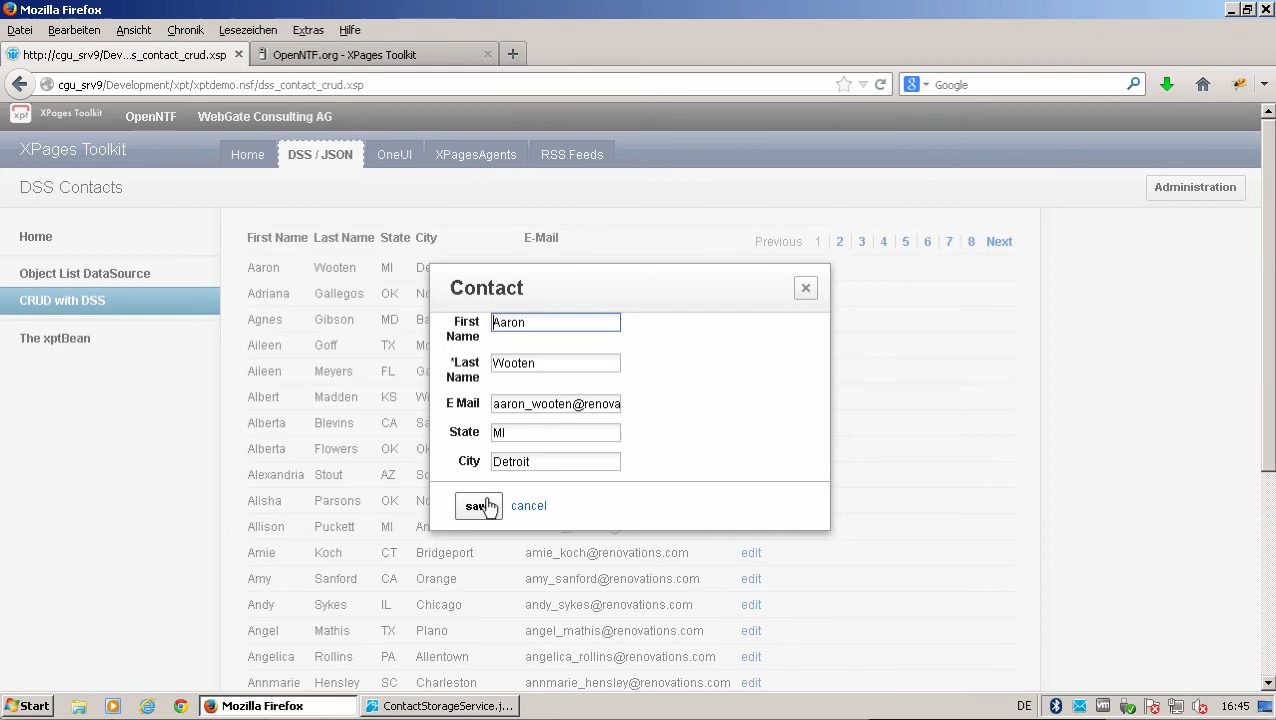 Mozilla Firefox
Datei Bearbeiten Ansicht Chronik Lesezeichen Extras Hilfe
http://cgu_srv9/Dev...s_contact_crud.xsp OpenNTF.org - XPages Toolkit
cgu_srv9/Development/xpt/xptdemo.nsf/dss_contact_crud.xsp Google
xpt XPages Toolkit OpenNTF WebGate Consulting AG
XPages Toolkit Home DSS / JSON OneUI XPagesAgents RSS Feeds
DSS Contacts Administration
Home
Object List DataSource
CRUD with DSS
The xptBean
First Name Last Name State City E-Mail Previous 1 2 3 4 5 6 7 8 Next
Aaron Wooten MI
Adriana Gallegos OK
Agnes Gibson MD
Aileen Goff TX
Aileen Meyers FL
Albert Madden KS
Alberta Blevins CA
Alberta Flowers OK
Alexandria Stout AZ
Alisha Parsons OK
Allison Puckett MI
Amie Koch CT Bridgeport amie_koch@renovations.com edit
Amy Sanford CA Orange amy_sanford@renovations.com edit
Andy Sykes IL Chicago andy_sykes@renovations.com edit
Angel Mathis TX Plano angel_mathis@renovations.com edit
Angelica Rollins PA Allentown angelica_rollins@renovations.com edit
Annmarie Hensley SC Charleston annmarie_hensley@renovations.com edit
Contact
First Name Aaron
*Last Name Wooten
E Mail aaron_wooten@renova
State MI
City Detroit
save cancel
Start Mozilla Firefox ContactStorageService.j... DE 16:45